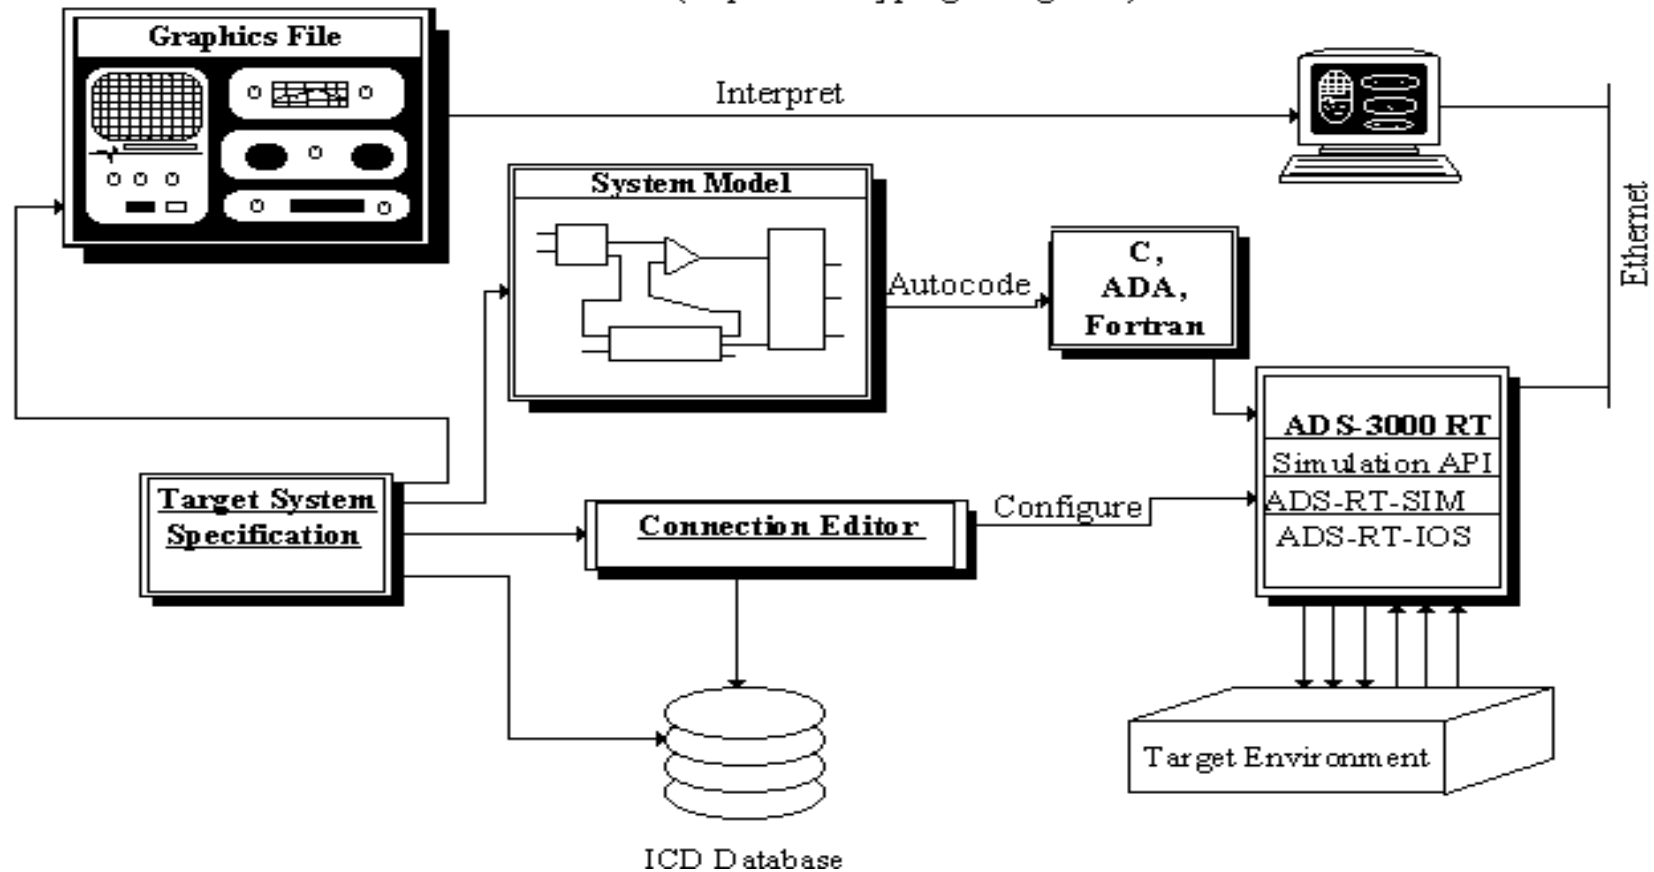 Graphics File
Interpret
System Model
Autocode
C,
ADA,
Fortran
Ethernet
ADS-3000 RT
Simulation API
ADS-RT-SIM
ADS-RT-IOS
Target System
Specification
Connection Editor
Configure
Target Environment
ICD Database